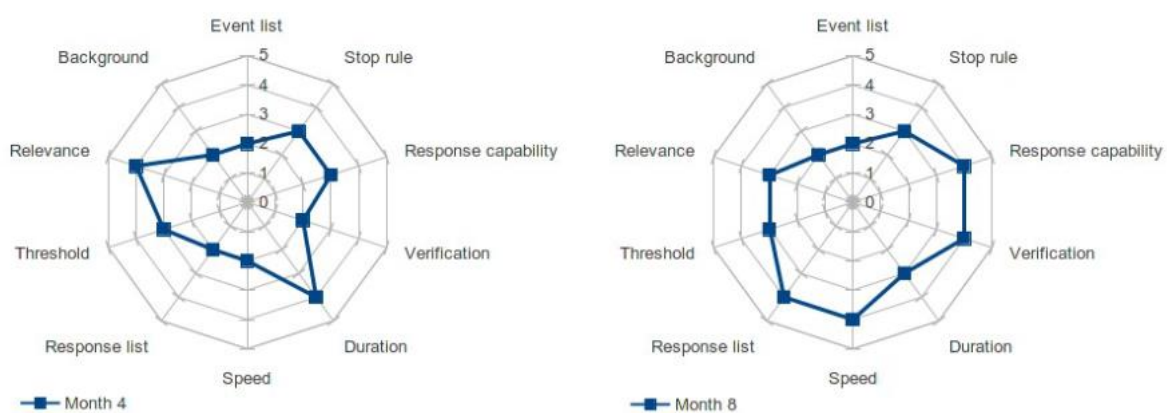 Event list
Background
5
Stop rule
4
3
Relevance
2
Response capability
1
0
Threshold
Verification
Response list
Duration
Speed
Month 4
Event list
Background
5
Stop rule
4
3
Relevance
2
Response capability
1
0
Threshold
Verification
Response list
Duration
Speed
Month 8